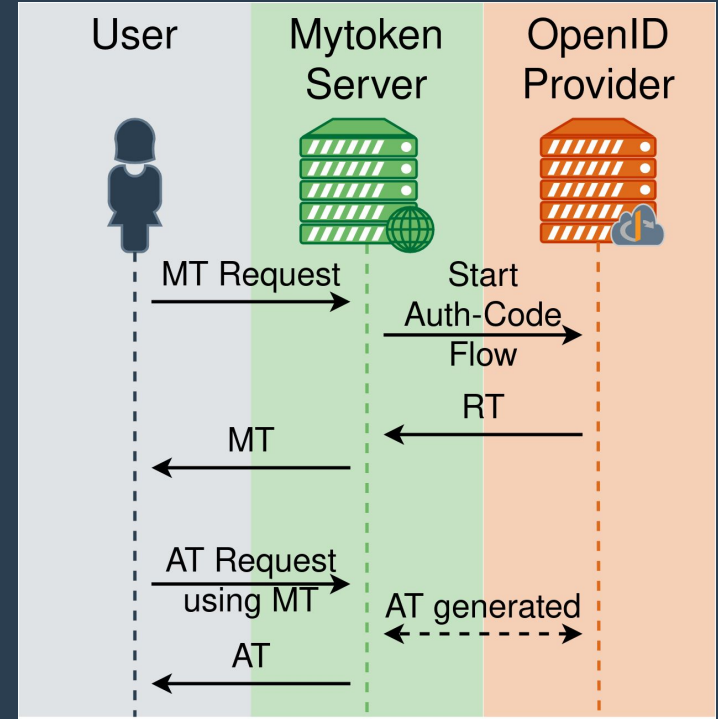 User
Mytoken
Server
OpenID
Provider
MT Request
Start
Auth-Code
Flow
RT
MT
AT Request
using MT
AT generated
AT